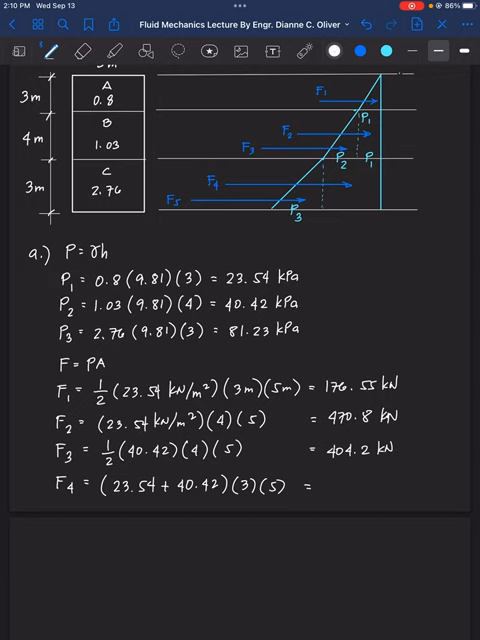 2:10 PM Wed Sep 13
86%
Fluid Mechanics Lecture By Engr. Dianne C. Oliver
3m
A
0.8
F₁
P₁
4m
B
1.03
F₂
F₃
P₂ P₁
3m
C
2.76
F₄
F₅
P₃
a.) P = γh
P₁ = 0.8 (9.81)(3) = 23.54 kPa
P₂ = 1.03 (9.81)(4) = 40.42 kPa
P₃ = 2.76 (9.81)(3) = 81.23 kPa
F = PA
F₁ = 1/2 (23.54 kN/m²)(3m)(5m) = 176.55 kN
F₂ = (23.54 kN/m²)(4)(5) = 470.8 kN
F₃ = 1/2 (40.42)(4)(5) = 404.2 kN
F₄ = (23.54 + 40.42)(3)(5) =